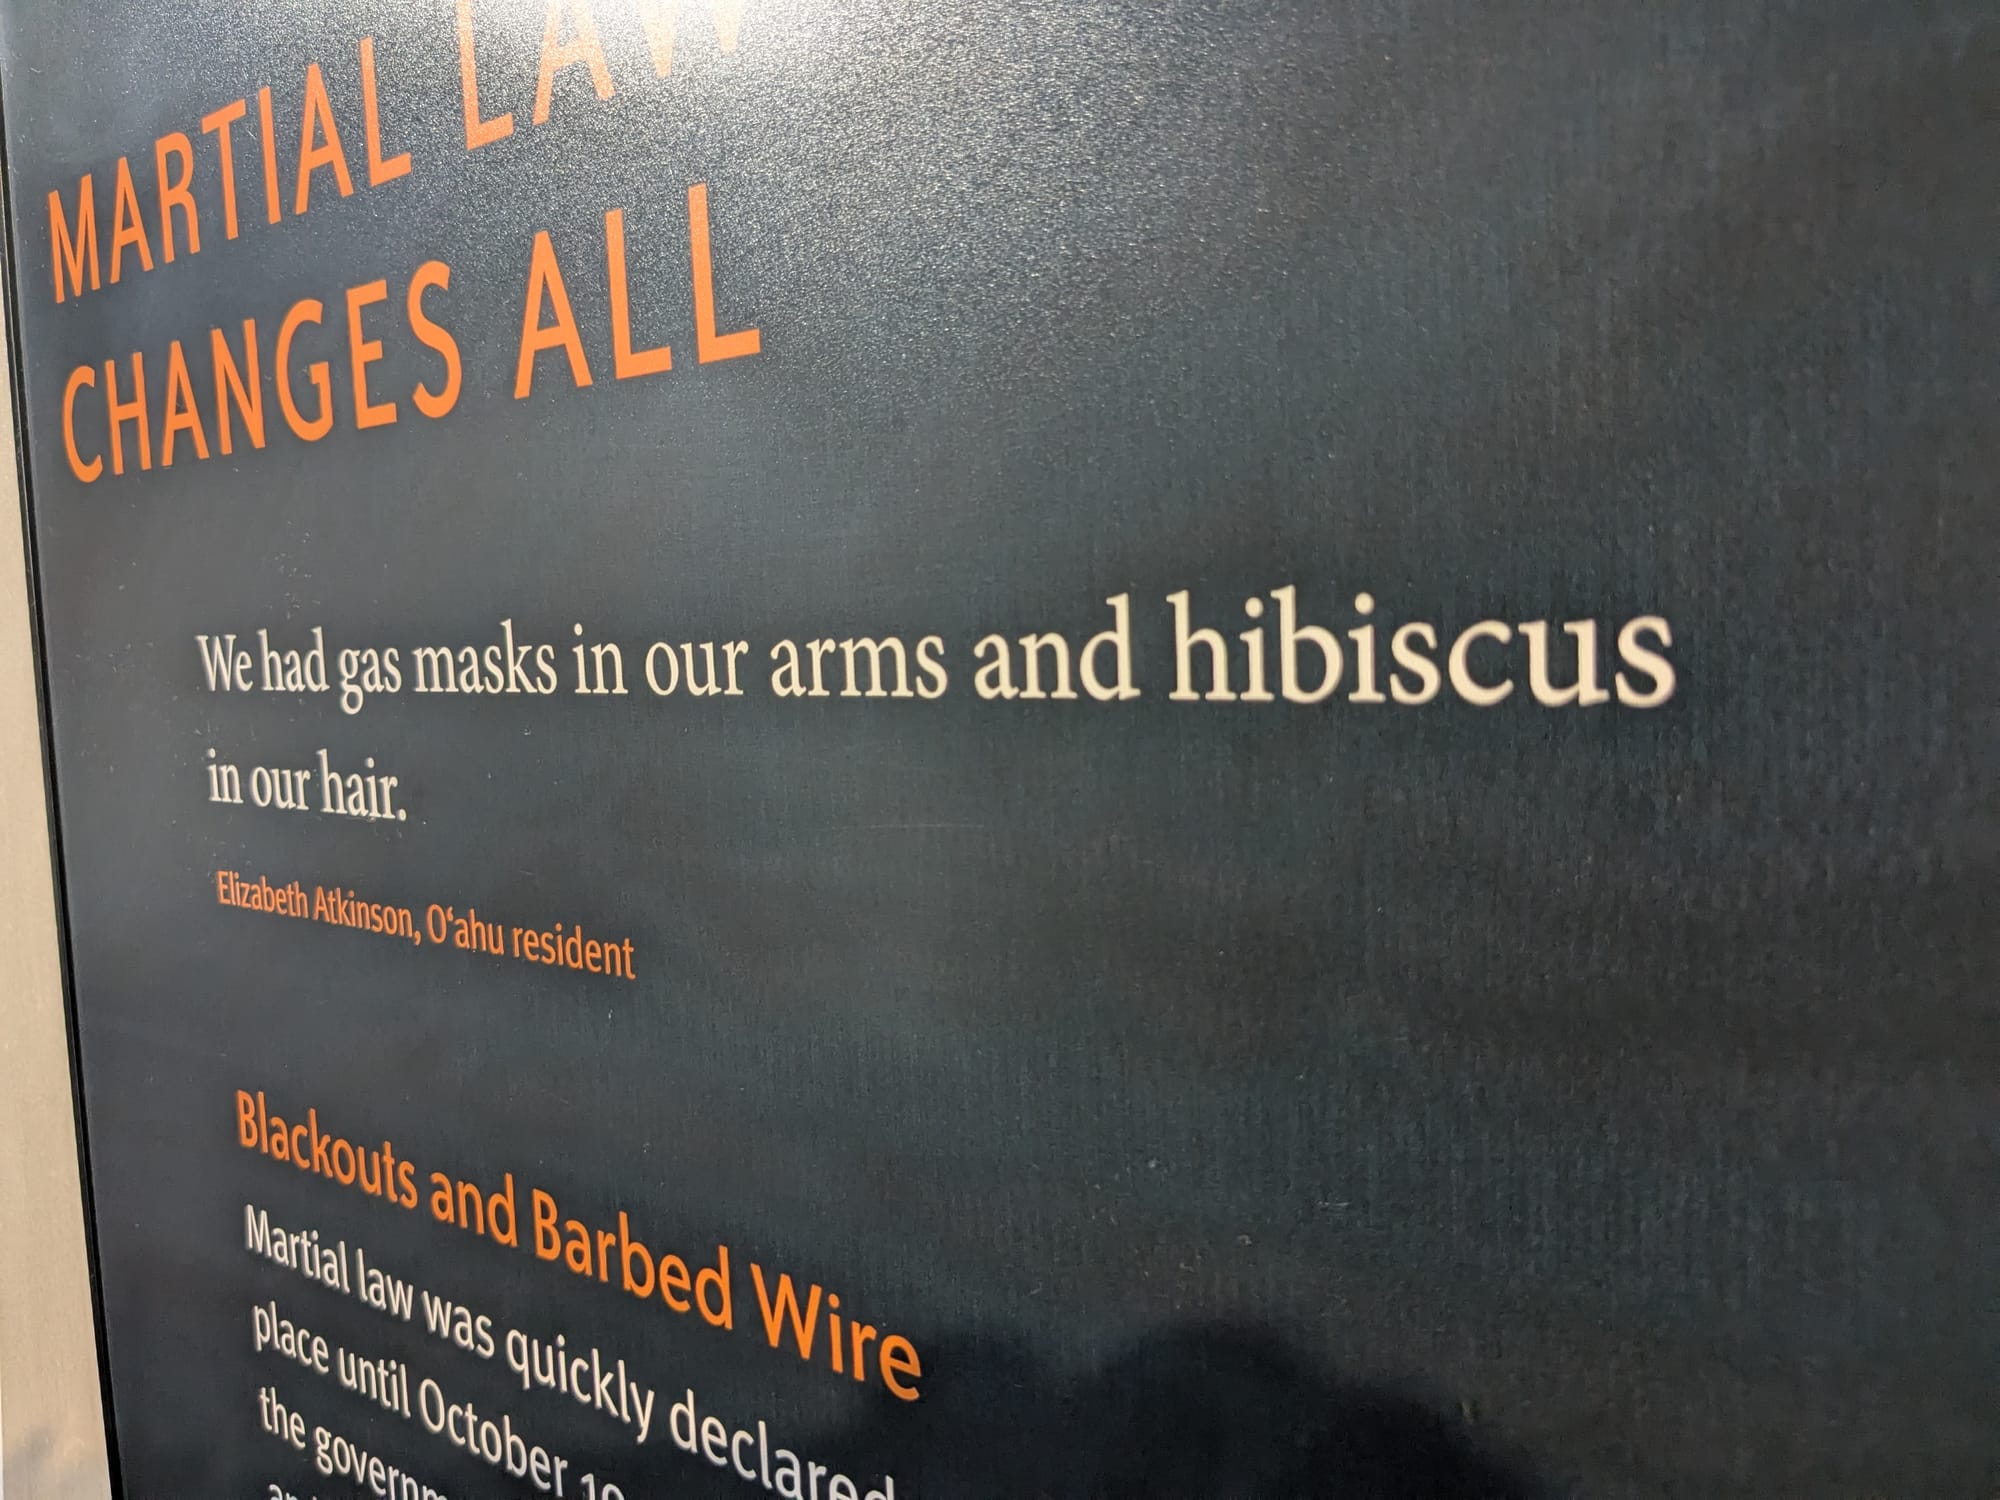 MARTIAL LAW
CHANGES ALL
We had gas masks in our arms and hibiscus
in our hair.
Elizabeth Atkinson, Oʻahu resident
Blackouts and Barbed Wire
Martial law was quickly declared
place until October
the